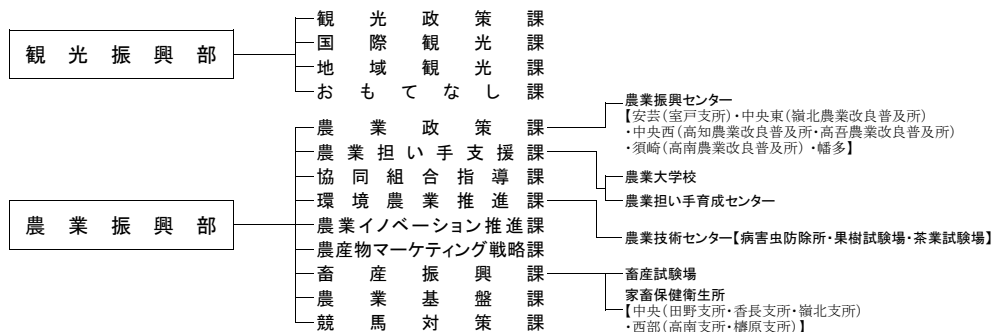 観光振興部
観光政策課
国際観光課
地域観光課
おもてなし課
農業振興部
農業政策課
農業担い手支援課
協同組合指導課
環境農業推進課
農業イノベーション推進課
農産物マーケティング戦略課
畜産振興課
農業基盤課
競馬対策課
農業振興センター
【安芸(室戸支所)・中央東(嶺北農業改良普及所)
・中央西(高知農業改良普及所・高吾農業改良普及所)
・須崎(高南農業改良普及所)・幡多】
農業大学校
農業担い手育成センター
農業技術センター【病害虫防除所・果樹試験場・茶業試験場】
畜産試験場
家畜保健衛生所
【中央(田野支所・香長支所・嶺北支所)
・西部(高南支所・梼原支所)】